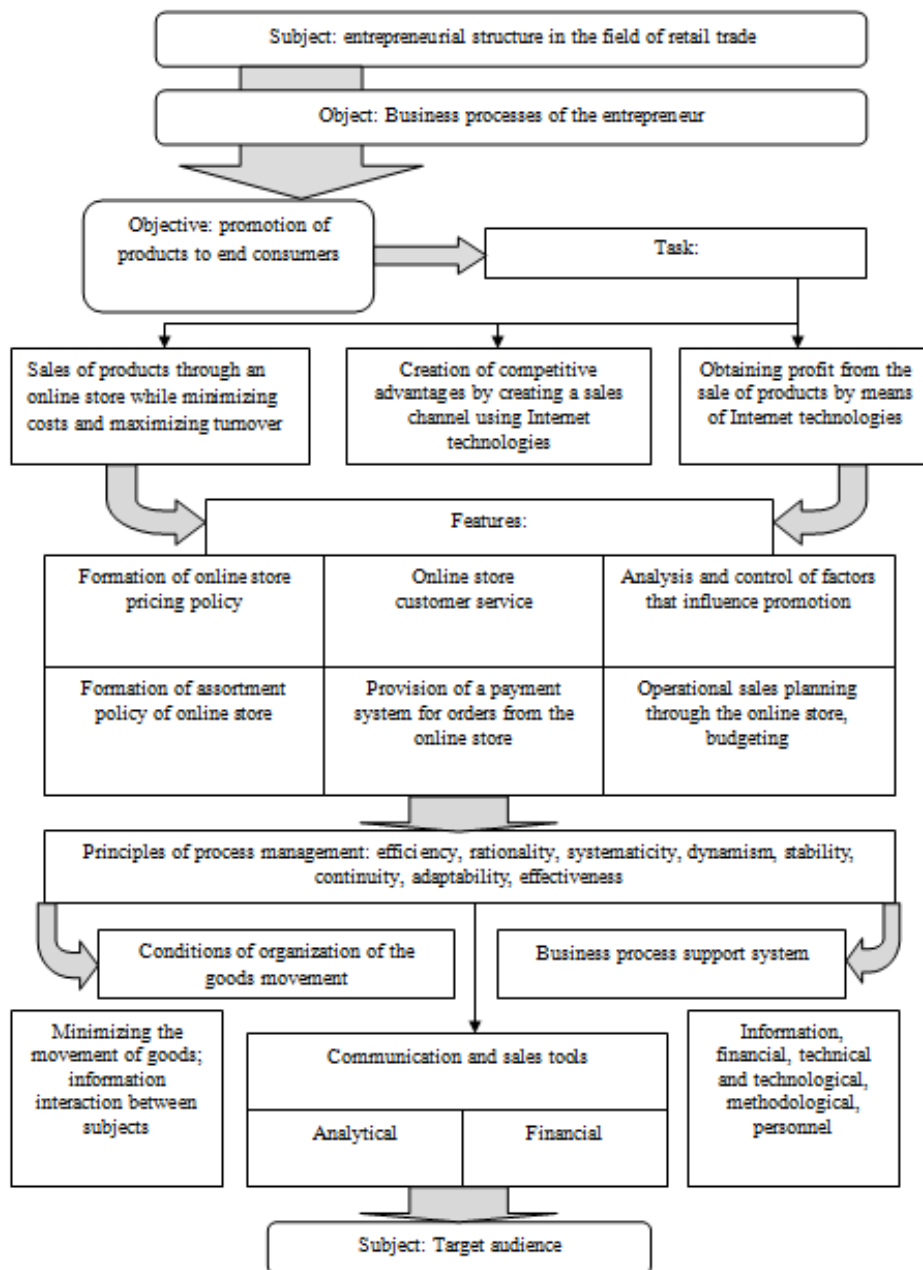 Subject: entrepreneurial structure in the field of retail trade
Object: Business processes of the entrepreneur
Objective: promotion of
products to end consumers
Task:
Sales of products through an
online store while minimizing
costs and maximizing turnover
Creation of competitive
advantages by creating a sales
channel using Internet
technologies
Obtaining profit from the
sale of products by means
of Internet technologies
Features:
Formation of online store
pricing policy
Online store
customer service
Analysis and control of factors
that influence promotion
Formation of assortment
policy of online store
Provision of a payment
system for orders from the
online store
Operational sales planning
through the online store,
budgeting
Principles of process management: efficiency, rationality, systematicity, dynamism, stability,
continuity, adaptability, effectiveness
Conditions of organization of the
goods movement
Business process support system
Minimizing the
movement of goods;
information
interaction between
subjects
Communication and sales tools
Analytical
Financial
Information,
financial, technical
and technological,
methodological,
personnel
Subject: Target audience